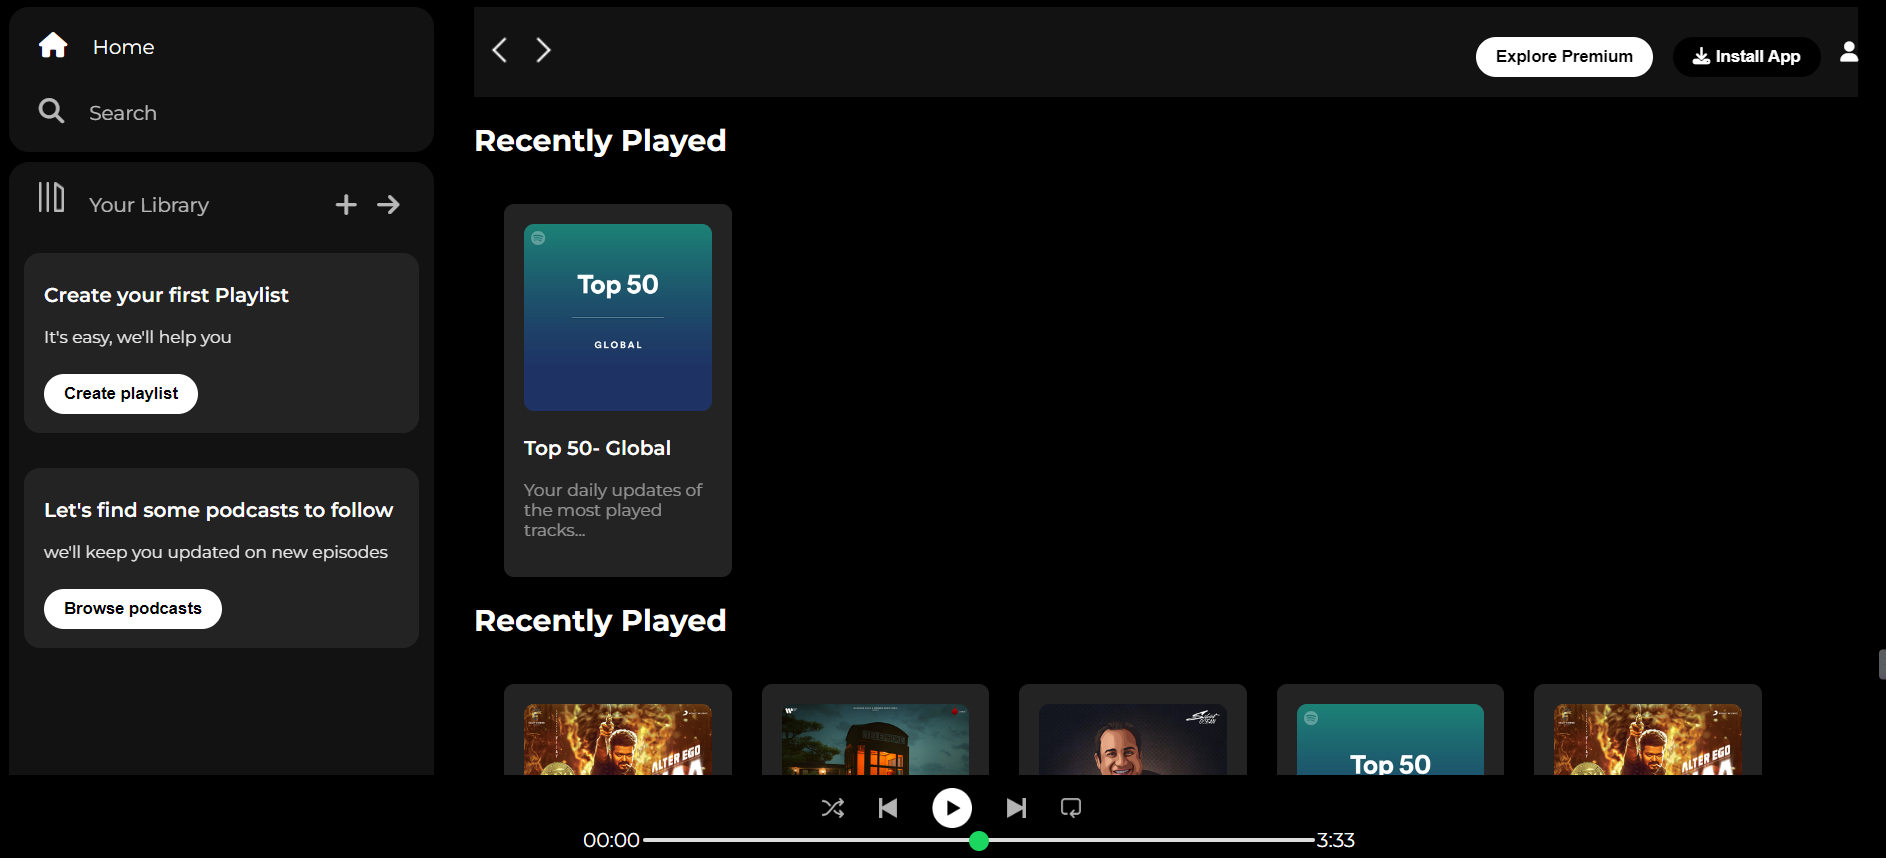 Home
Search
Your Library
Create your first Playlist
It's easy, we'll help you
Create playlist
Let's find some podcasts to follow
we'll keep you updated on new episodes
Browse podcasts
Explore Premium
Install App
Recently Played
Top 50
GLOBAL
Top 50- Global
Your daily updates of
the most played
tracks...
Recently Played
ALTER EGO
TELEPHONE
Top 50
ALTER EGO
00:00
3:33